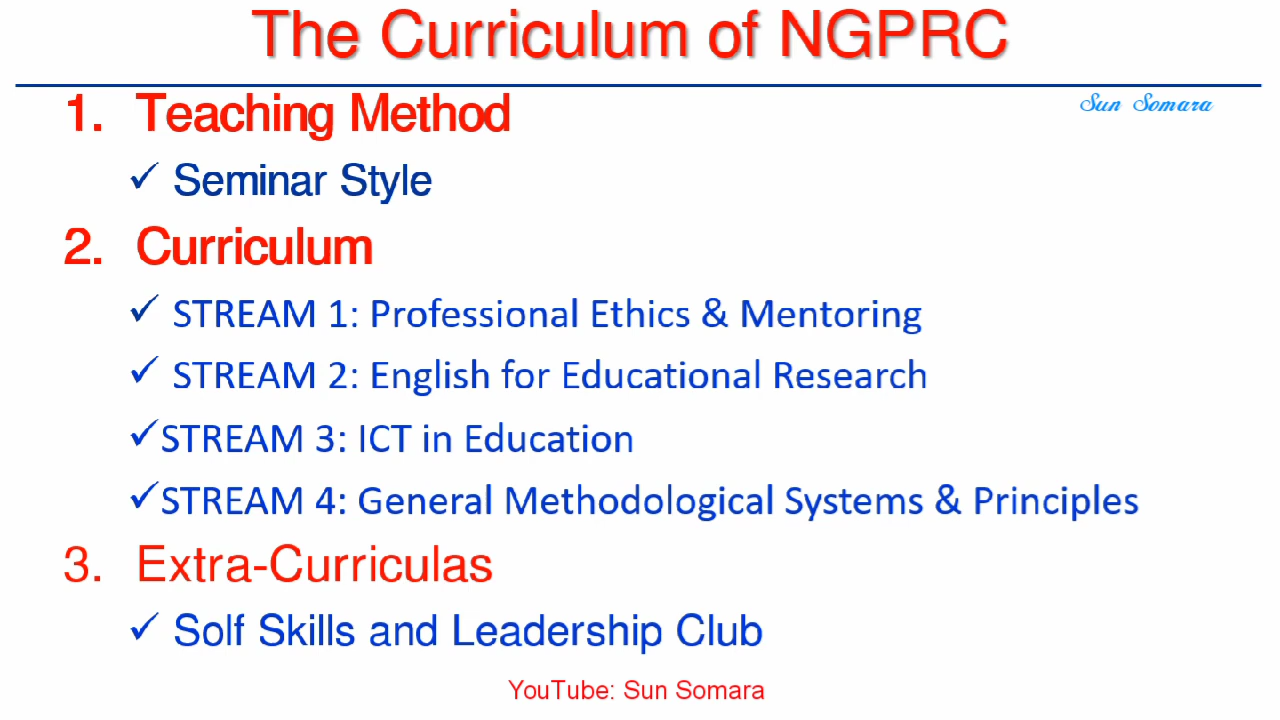 The Curriculum of NGPRC
Sun Somara
1. Teaching Method
✓ Seminar Style
2. Curriculum
✓ STREAM 1: Professional Ethics & Mentoring
✓ STREAM 2: English for Educational Research
✓STREAM 3: ICT in Education
✓STREAM 4: General Methodological Systems & Principles
3. Extra-Curriculas
✓ Solf Skills and Leadership Club
YouTube: Sun Somara